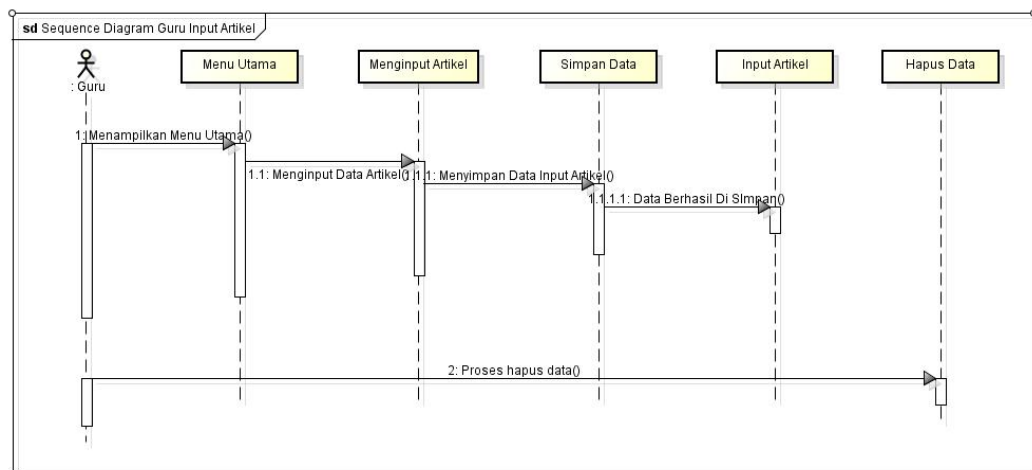 sd Sequence Diagram Guru Input Artikel
: Guru
Menu Utama
Menginput Artikel
Simpan Data
Input Artikel
Hapus Data
1: Menampilkan Menu Utama()
1.1: Menginput Data Artikel()
1.1.1: Menyimpan Data Input Artikel()
1.1.1.1: Data Berhasil Di SImpan()
2: Proses hapus data()